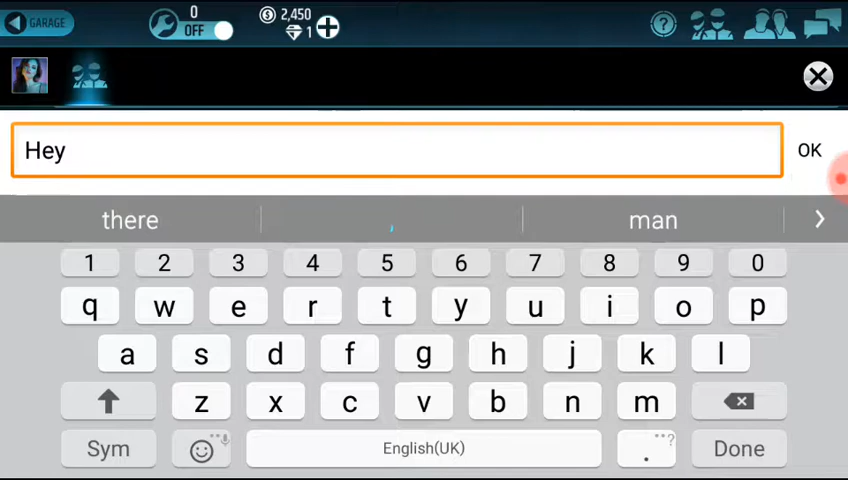 GARAGE
0
OFF
2,450
1
?
Hey
OK
there
,
man
1 2 3 4 5 6 7 8 9 0
q w e r t y u i o p
a s d f g h j k l
z x c v b n m
Sym
English(UK)
. ?
Done